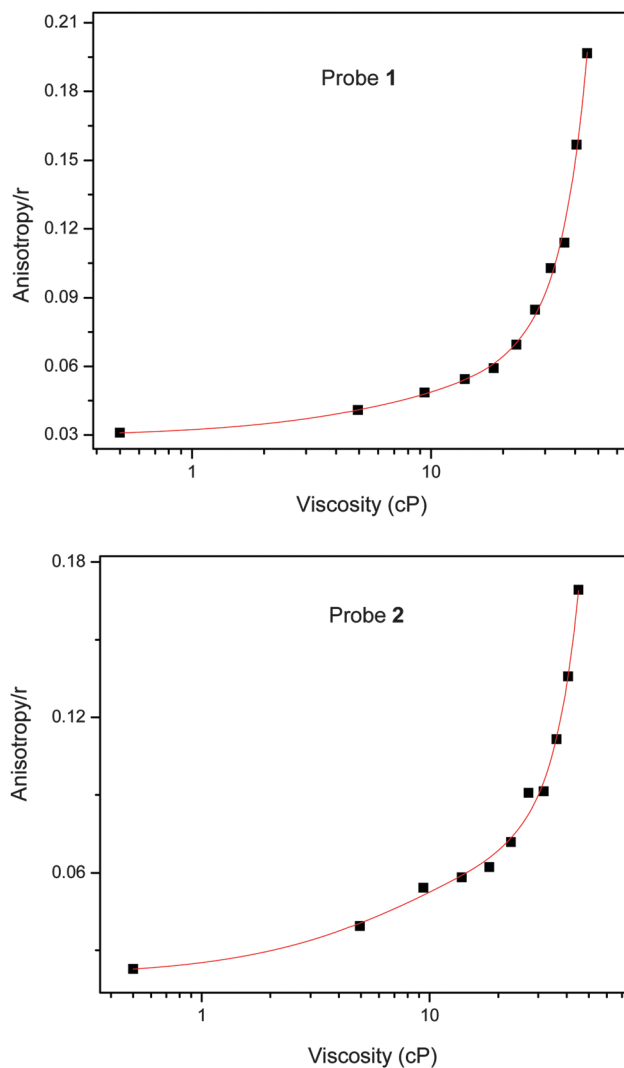 0.21
0.18
Probe 1
0.15
Anisotropy/r
0.12
0.09
0.06
0.03
1
10
Viscosity (cP)
0.18
Probe 2
Anisotropy/r
0.12
0.06
1
10
Viscosity (cP)